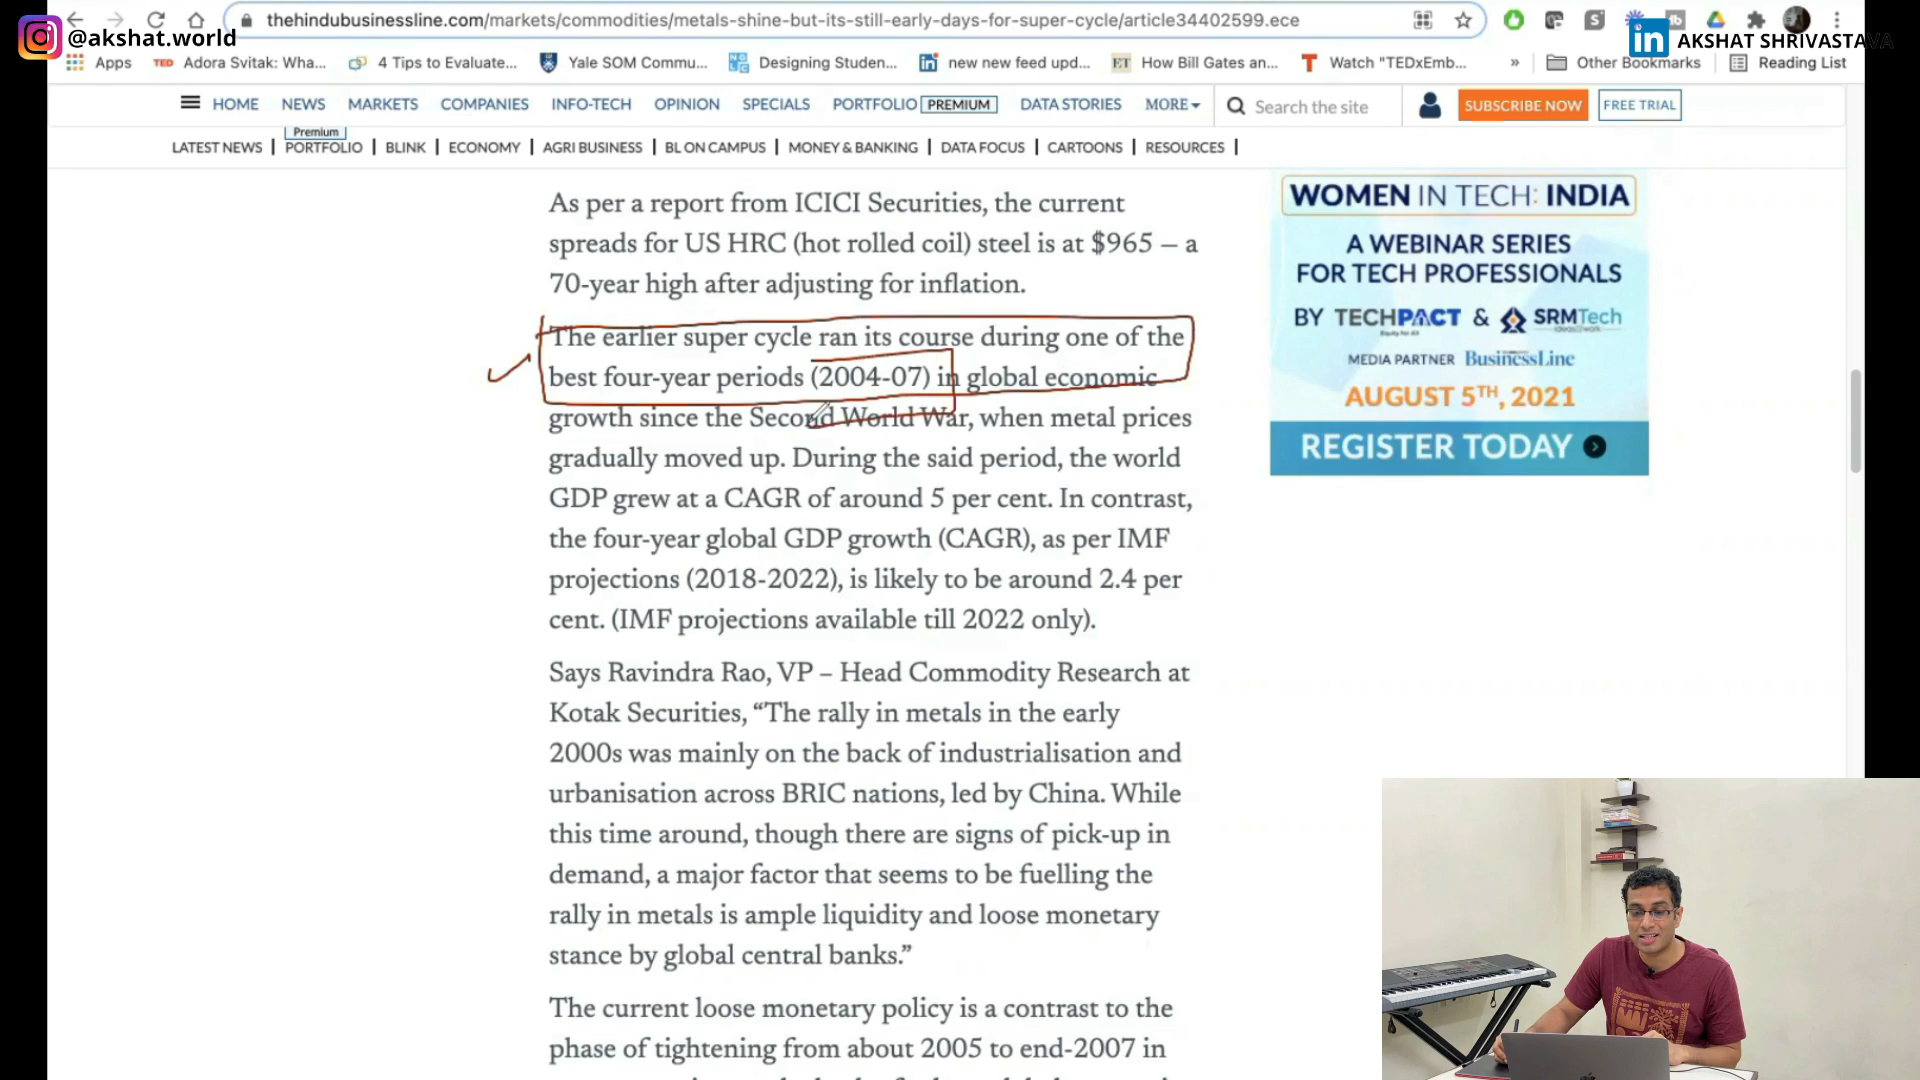 thehindubusinessline.com/markets/commodities/metals-shine-but-its-still-early-days-for-super-cycle/article34402599.ece
@akshat.world
in AKSHAT SHRIVASTAVA
Apps TED Adora Svitak: Wha... 4 Tips to Evaluate... Yale SOM Commu... Designing Studen... in new new feed upd... ET How Bill Gates an... T Watch "TEDxEmb... » Other Bookmarks Reading List
HOME NEWS MARKETS COMPANIES INFO-TECH OPINION SPECIALS PORTFOLIO PREMIUM DATA STORIES MORE Search the site SUBSCRIBE NOW FREE TRIAL
Premium
LATEST NEWS | PORTFOLIO | BLINK | ECONOMY | AGRI BUSINESS | BL ON CAMPUS | MONEY & BANKING | DATA FOCUS | CARTOONS | RESOURCES |
As per a report from ICICI Securities, the current
spreads for US HRC (hot rolled coil) steel is at $965 – a
70-year high after adjusting for inflation.
The earlier super cycle ran its course during one of the
best four-year periods (2004-07) in global economic
growth since the Second World War, when metal prices
gradually moved up. During the said period, the world
GDP grew at a CAGR of around 5 per cent. In contrast,
the four-year global GDP growth (CAGR), as per IMF
projections (2018-2022), is likely to be around 2.4 per
cent. (IMF projections available till 2022 only).
Says Ravindra Rao, VP – Head Commodity Research at
Kotak Securities, “The rally in metals in the early
2000s was mainly on the back of industrialisation and
urbanisation across BRIC nations, led by China. While
this time around, though there are signs of pick-up in
demand, a major factor that seems to be fuelling the
rally in metals is ample liquidity and loose monetary
stance by global central banks.”
The current loose monetary policy is a contrast to the
phase of tightening from about 2005 to end-2007 in
WOMEN IN TECH: INDIA
A WEBINAR SERIES
FOR TECH PROFESSIONALS
BY TECHPACT & SRMTech
MEDIA PARTNER BusinessLine
AUGUST 5TH, 2021
REGISTER TODAY